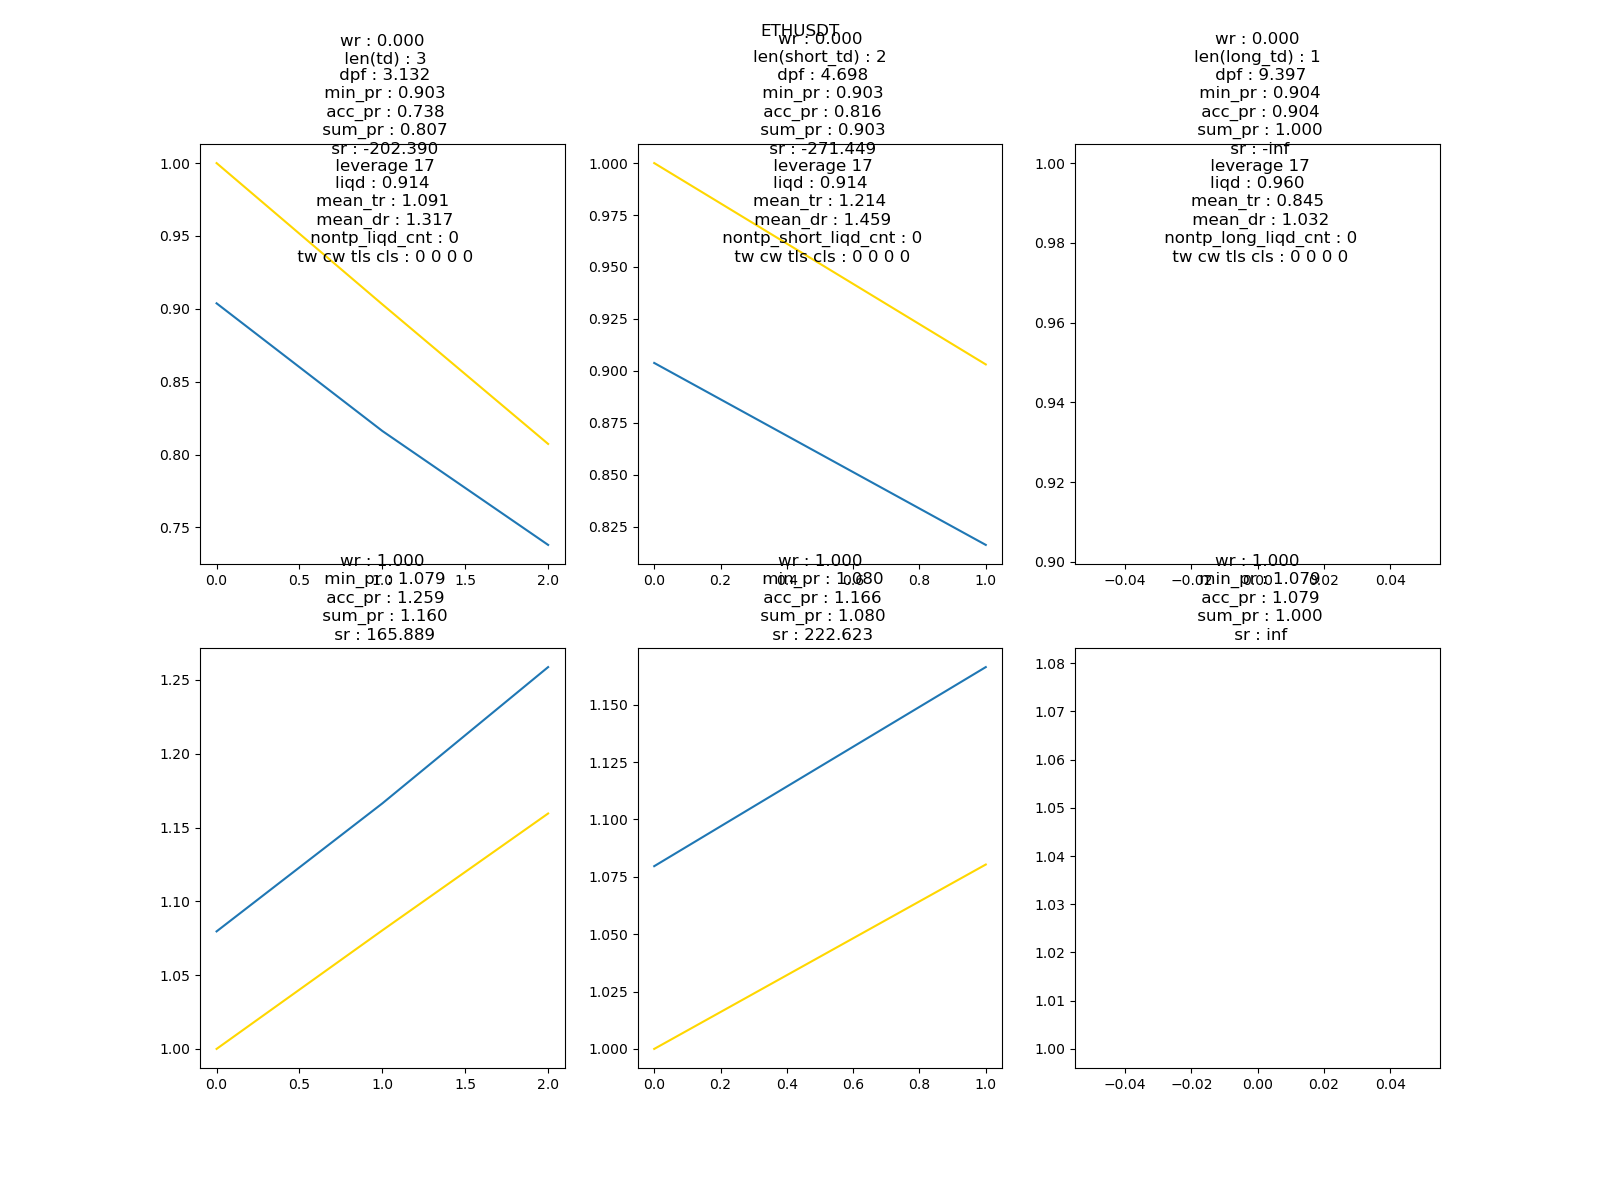 ETHUSDT
wr : 0.000
len(td) : 3
dpf : 3.132
min_pr : 0.903
acc_pr : 0.738
sum_pr : 0.807
sr : -202.390
leverage 17
liqd : 0.914
mean_tr : 1.091
mean_dr : 1.317
nontp_liqd_cnt : 0
tw cw tls cls : 0 0 0 0
1.00
0.95
0.90
0.85
0.80
0.75
0.0 0.5 1.0 1.5 2.0
wr : 0.000
len(short_td) : 2
dpf : 4.698
min_pr : 0.903
acc_pr : 0.816
sum_pr : 0.903
sr : -271.449
leverage 17
liqd : 0.914
mean_tr : 1.214
mean_dr : 1.459
nontp_short_liqd_cnt : 0
tw cw tls cls : 0 0 0 0
1.000
0.975
0.950
0.925
0.900
0.875
0.850
0.825
0.0 0.2 0.4 0.6 0.8 1.0
wr : 0.000
len(long_td) : 1
dpf : 9.397
min_pr : 0.904
acc_pr : 0.904
sum_pr : 1.000
sr : -inf
leverage 17
liqd : 0.960
mean_tr : 0.845
mean_dr : 1.032
nontp_long_liqd_cnt : 0
tw cw tls cls : 0 0 0 0
1.00
0.98
0.96
0.94
0.92
0.90
−0.04 −0.02 0.00 0.02 0.04
wr : 1.000
min_pr : 1.079
acc_pr : 1.259
sum_pr : 1.160
sr : 165.889
1.25
1.20
1.15
1.10
1.05
1.00
0.0 0.5 1.0 1.5 2.0
wr : 1.000
min_pr : 1.080
acc_pr : 1.166
sum_pr : 1.080
sr : 222.623
1.150
1.125
1.100
1.075
1.050
1.025
1.000
0.0 0.2 0.4 0.6 0.8 1.0
wr : 1.000
min_pr : 1.079
acc_pr : 1.079
sum_pr : 1.000
sr : inf
1.08
1.07
1.06
1.05
1.04
1.03
1.02
1.01
1.00
−0.04 −0.02 0.00 0.02 0.04